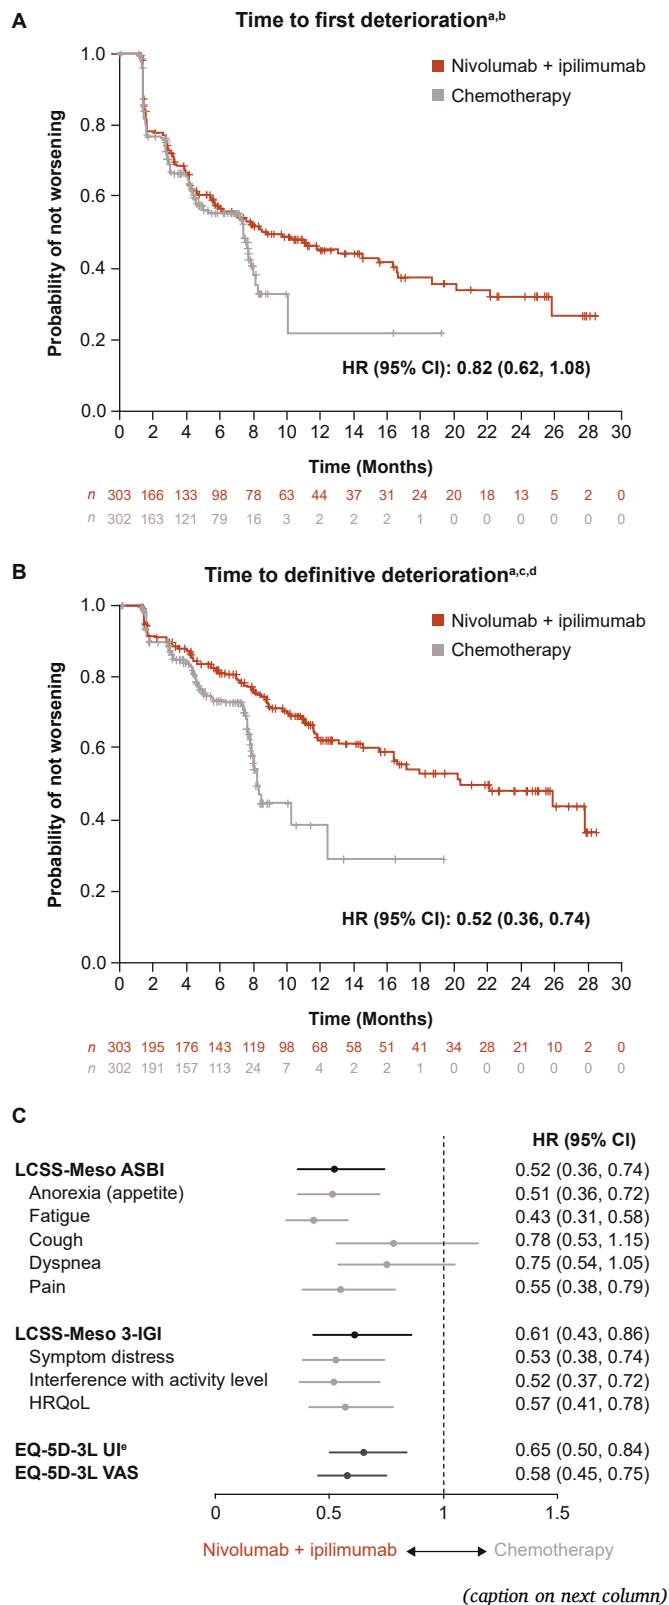 A
Time to first deterioration^a,b
Nivolumab + ipilimumab
Chemotherapy
Probability of not worsening
1.0
0.8
0.6
0.4
0.2
0.0
HR (95% CI): 0.82 (0.62, 1.08)
0 2 4 6 8 10 12 14 16 18 20 22 24 26 28 30
Time (Months)
n 303 166 133 98 78 63 44 37 31 24 20 18 13 5 2 0
n 302 163 121 79 16 3 2 2 2 1 0 0 0 0 0 0
B
Time to definitive deterioration^a,c,d
Nivolumab + ipilimumab
Chemotherapy
Probability of not worsening
1.0
0.8
0.6
0.4
0.2
0.0
HR (95% CI): 0.52 (0.36, 0.74)
0 2 4 6 8 10 12 14 16 18 20 22 24 26 28 30
Time (Months)
n 303 195 176 143 119 98 68 58 51 41 34 28 21 10 2 0
n 302 191 157 113 24 7 4 2 2 1 0 0 0 0 0 0
C
HR (95% CI)
LCSS-Meso ASBI 0.52 (0.36, 0.74)
Anorexia (appetite) 0.51 (0.36, 0.72)
Fatigue 0.43 (0.31, 0.58)
Cough 0.78 (0.53, 1.15)
Dyspnea 0.75 (0.54, 1.05)
Pain 0.55 (0.38, 0.79)
LCSS-Meso 3-IGI 0.61 (0.43, 0.86)
Symptom distress 0.53 (0.38, 0.74)
Interference with activity level 0.52 (0.37, 0.72)
HRQoL 0.57 (0.41, 0.78)
EQ-5D-3L UI^e 0.65 (0.50, 0.84)
EQ-5D-3L VAS 0.58 (0.45, 0.75)
0 0.5 1 1.5
Nivolumab + ipilimumab Chemotherapy
(caption on next column)